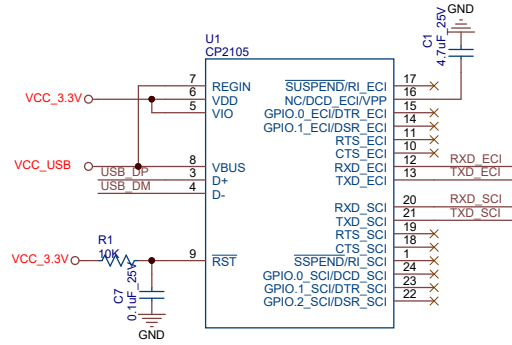 GND
U1
CP2105
C1
4.7uF_25V
7
REGIN
SUSPEND/RI_ECI
17
VCC_3.3V
6
VDD
NC/DCD_ECI/VPP
16
5
VIO
GPIO.0_ECI/DTR_ECI
15
GPIO.1_ECI/DSR_ECI
14
RTS_ECI
11
CTS_ECI
10
VCC_USB
8
VBUS
RXD_ECI
12
RXD_ECI
USB_DP
3
D+
TXD_ECI
13
TXD_ECI
USB_DM
4
D-
RXD_SCI
20
RXD_SCI
TXD_SCI
21
TXD_SCI
RTS_SCI
19
R1
10K
CTS_SCI
18
VCC_3.3V
9
RST
SSPEND/RI_SCI
1
GPIO.0_SCI/DCD_SCI
24
C7
0.1uF_25V
GPIO.1_SCI/DTR_SCI
23
GPIO.2_SCI/DSR_SCI
22
GND